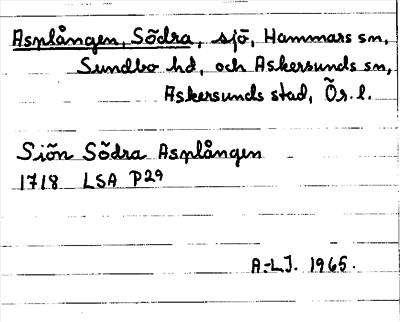 Asplången, Södra, sjö, Hammars sn,
Sundbo hd, och Askersunds sn,
Askersunds stad, Ör. l.
Siön Södra Asplången
1718 LSA P29
A-LJ. 1965.